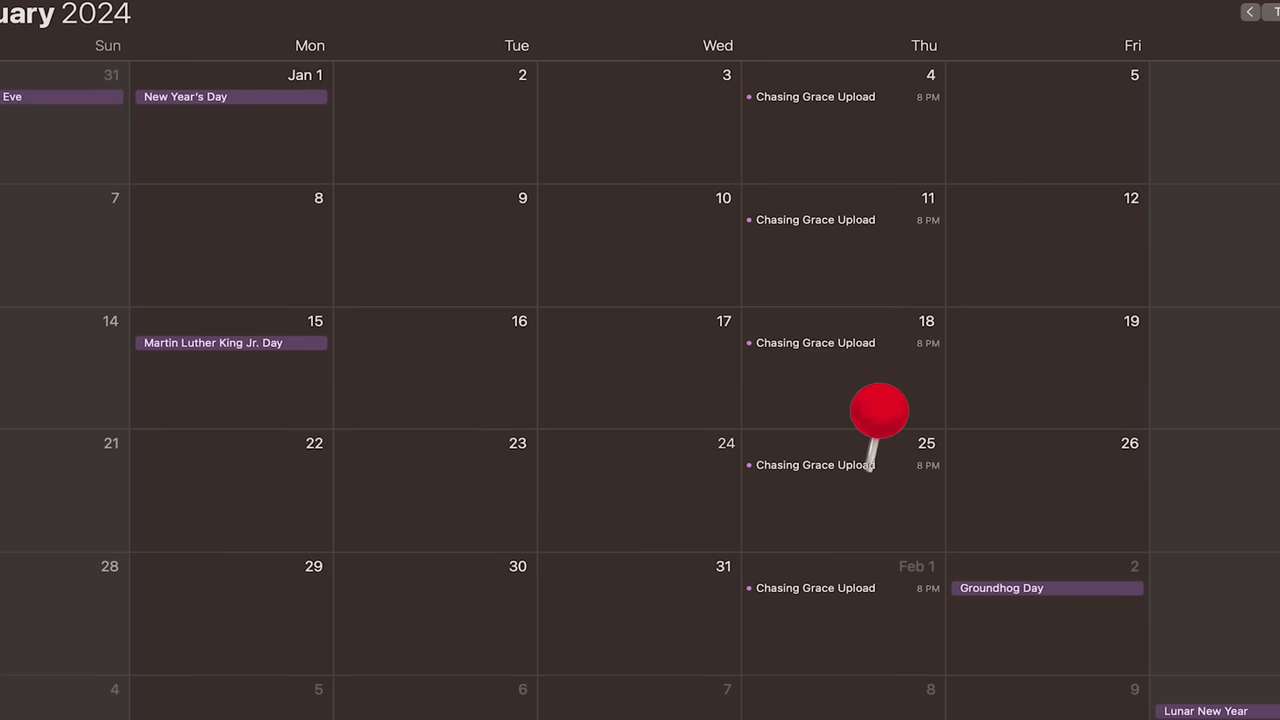 uary 2024
Sun Mon Tue Wed Thu Fri
31 Jan 1 2 3 4 5
Eve New Year's Day Chasing Grace Upload 8 PM
7 8 9 10 11 12
Chasing Grace Upload 8 PM
14 15 16 17 18 19
Martin Luther King Jr. Day Chasing Grace Upload 8 PM
21 22 23 24 25 26
Chasing Grace Upload 8 PM
28 29 30 31 Feb 1 2
Chasing Grace Upload 8 PM Groundhog Day
4 5 6 7 8 9
Lunar New Year